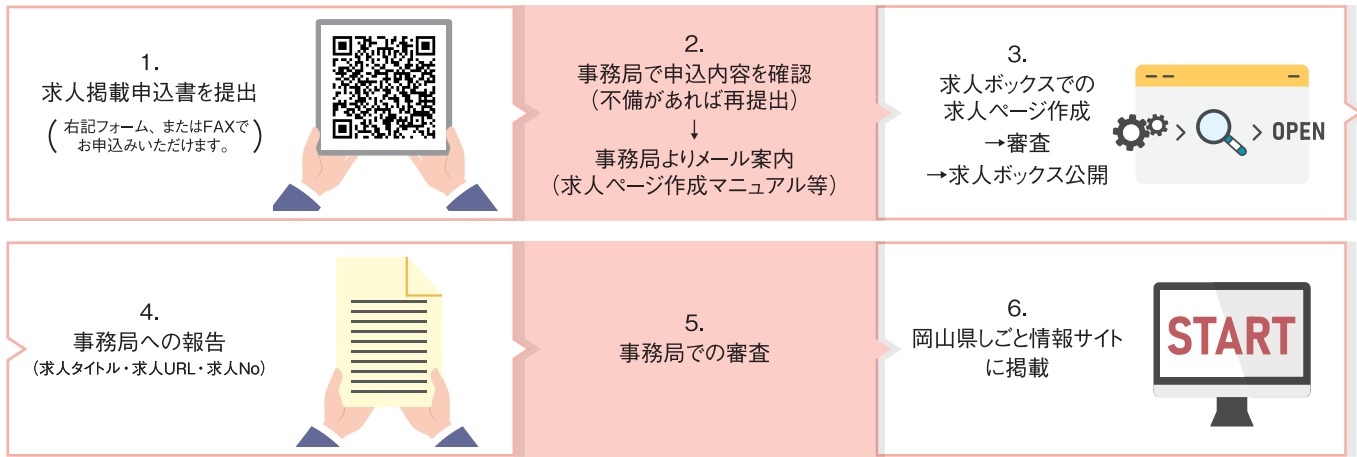 1.
求人掲載申込書を提出
(右記フォーム、またはFAXで
お申込みいただけます。)
2.
事務局で申込内容を確認
(不備があれば再提出)
↓
事務局よりメール案内
(求人ページ作成マニュアル等)
3.
求人ボックスでの
求人ページ作成
→審査
→求人ボックス公開
> > OPEN
4.
事務局への報告
(求人タイトル・求人URL・求人No)
5.
事務局での審査
6.
岡山県しごと情報サイト
に掲載
START